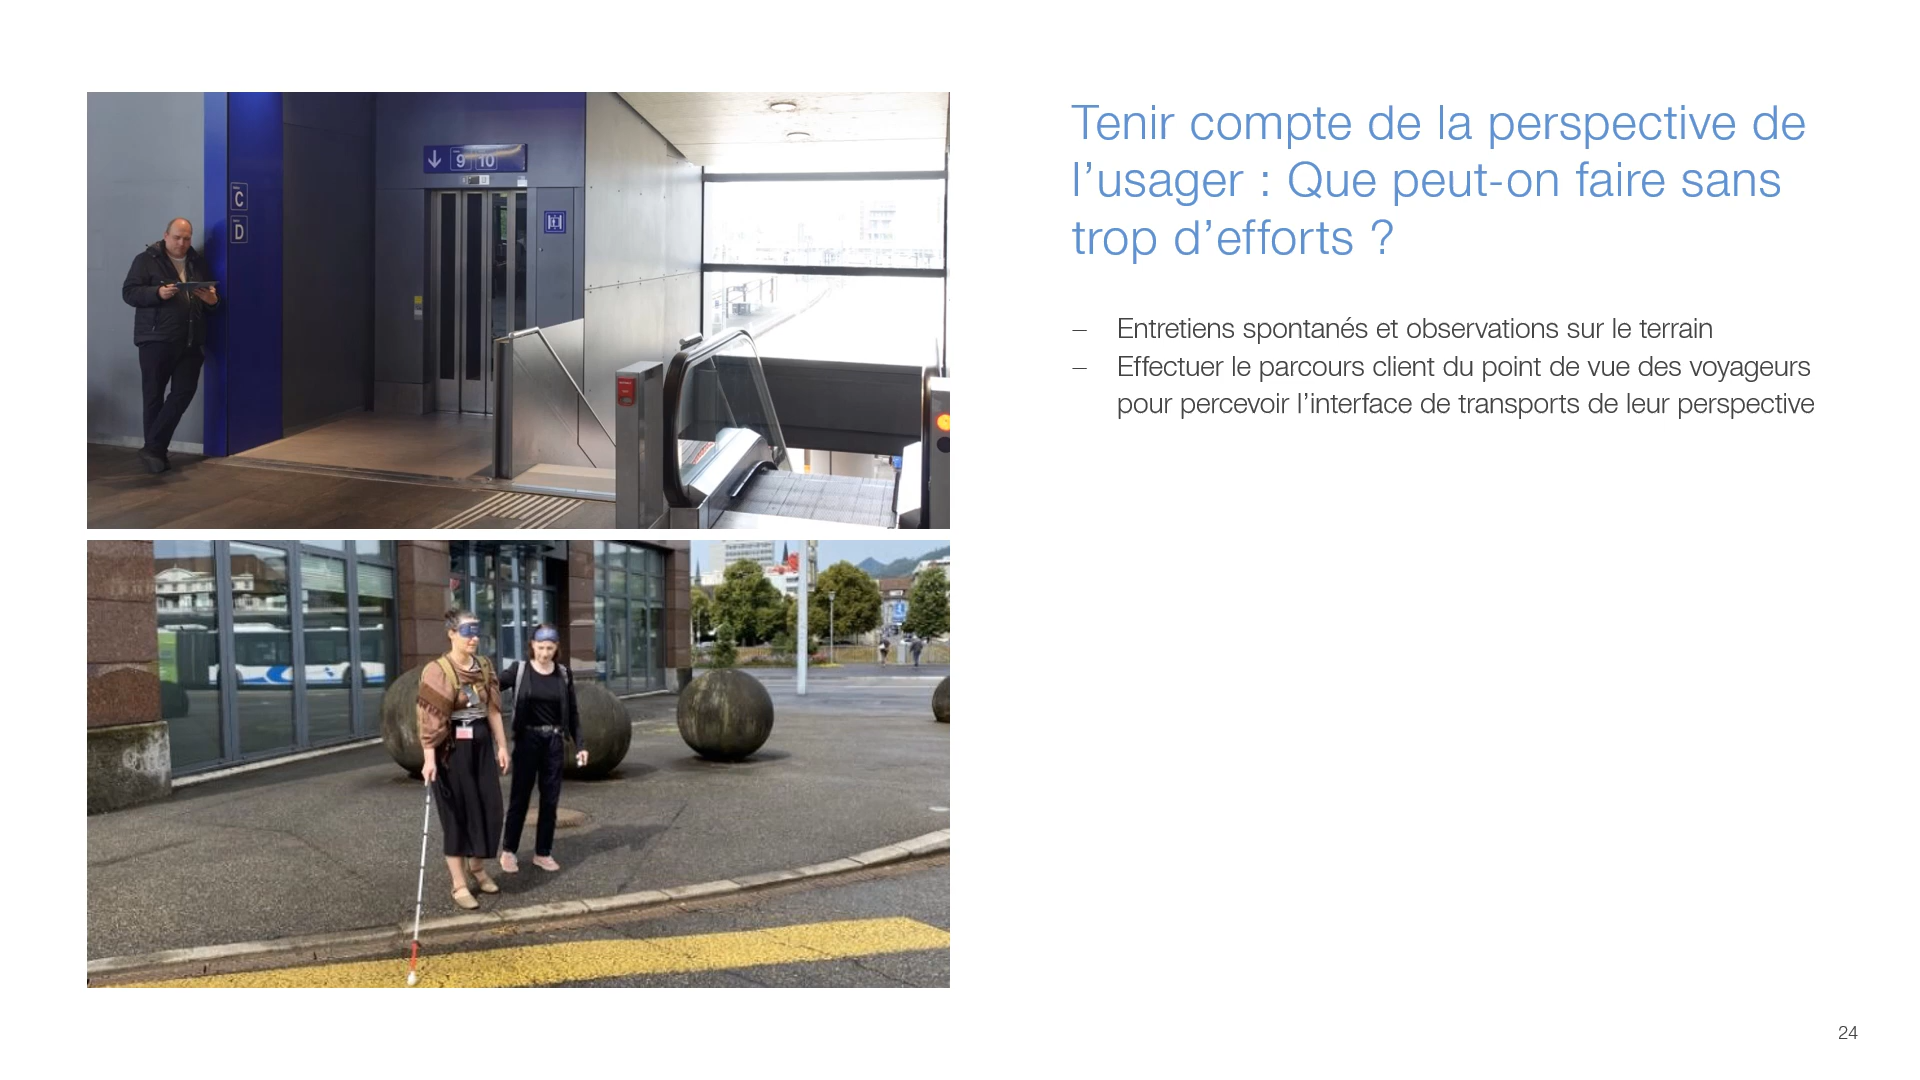 9 10
C
D
Tenir compte de la perspective de
l’usager : Que peut-on faire sans
trop d’efforts ?
– Entretiens spontanés et observations sur le terrain
– Effectuer le parcours client du point de vue des voyageurs
pour percevoir l’interface de transports de leur perspective
24